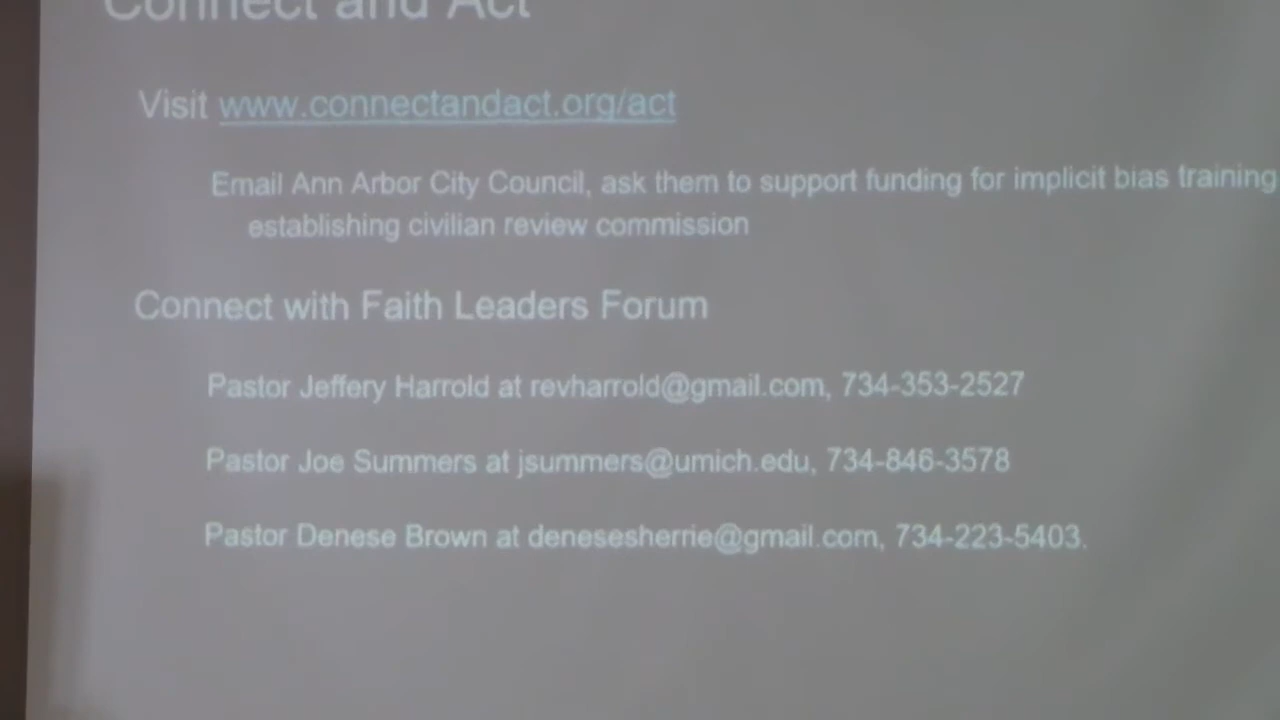 Connect and Act
Visit www.connectandact.org/act
Email Ann Arbor City Council, ask them to support funding for implicit bias training,
establishing civilian review commission
Connect with Faith Leaders Forum
Pastor Jeffery Harrold at revharrold@gmail.com, 734-353-2527
Pastor Joe Summers at jsummers@umich.edu, 734-846-3578
Pastor Denese Brown at denesesherrie@gmail.com, 734-223-5403.